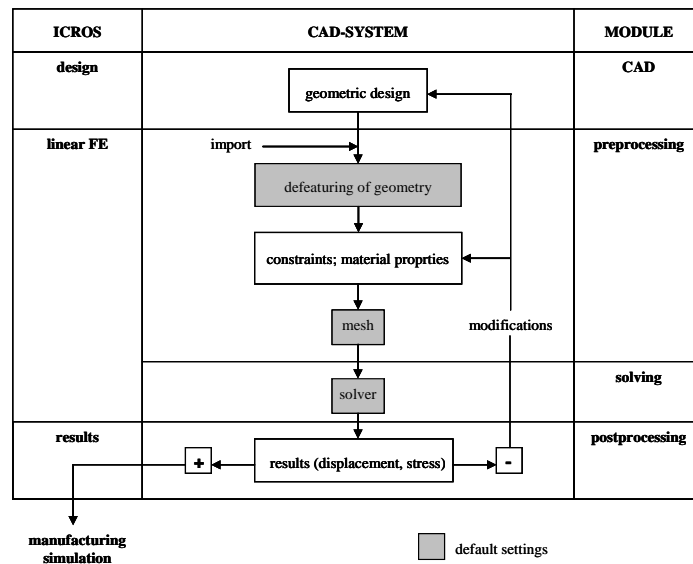 ICROS CAD-SYSTEM MODULE
design CAD
geometric design
linear FE import preprocessing
defeaturing of geometry
constraints; material proprties
mesh modifications
solver solving
results postprocessing
+ results (displacement, stress) -
manufacturing
simulation
default settings